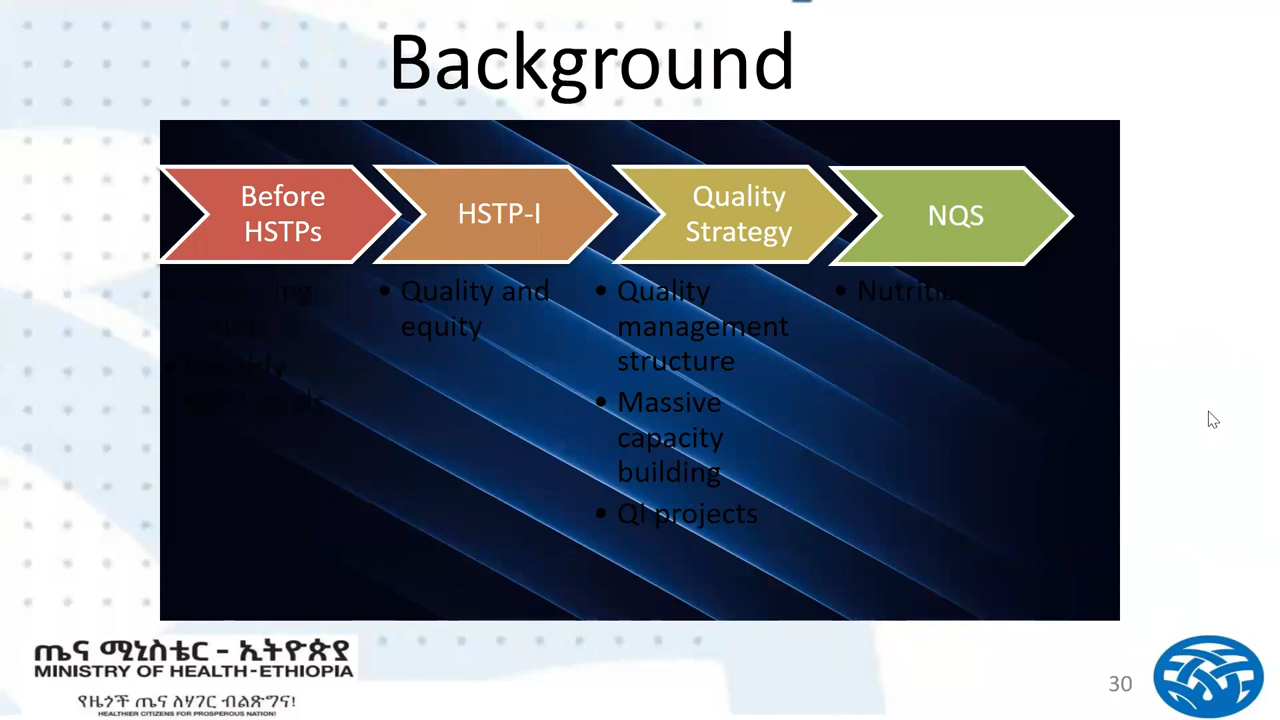 Background
Before
HSTPs
HSTP-I
Quality
Strategy
NQS
• Quality and
equity
• Quality
management
structure
• Massive
capacity
building
• QI projects
• Nutrition
ጤና ሚኒስቴር - ኢትዮጵያ
MINISTRY OF HEALTH-ETHIOPIA
የዜጎች ጤና ለሃገር ብልጽግና!
HEALTHIER CITIZENS FOR PROSPEROUS NATION!
30